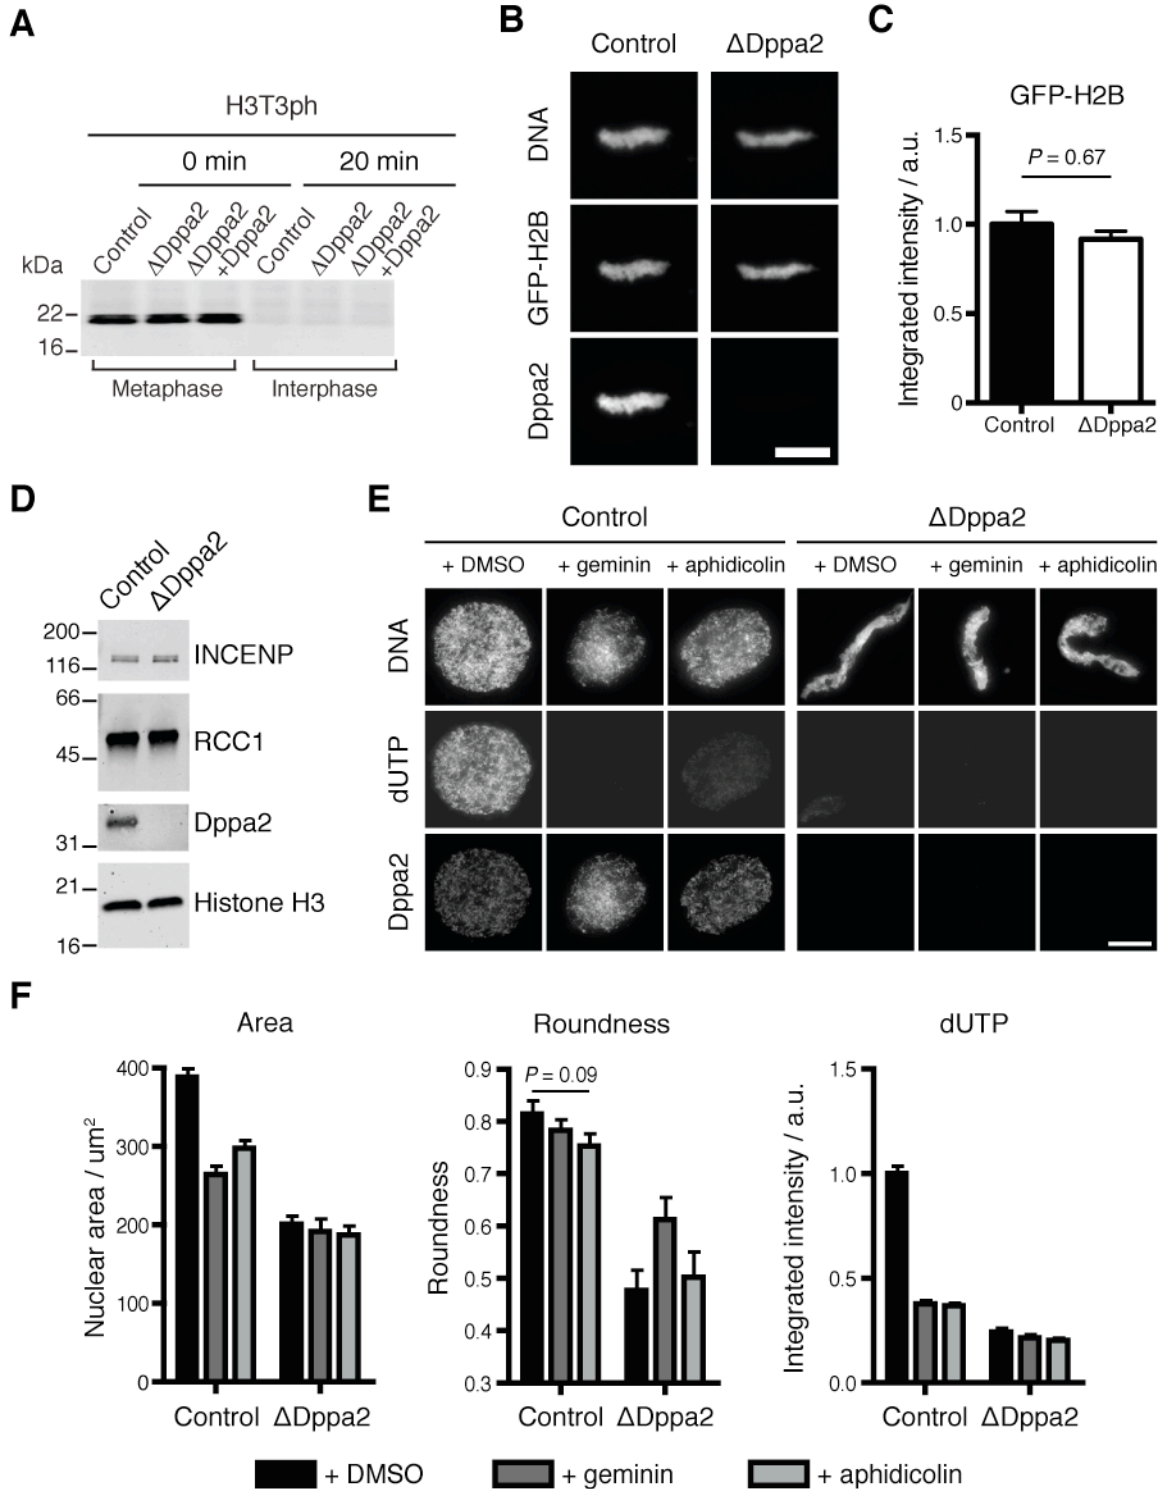 A
H3T3ph
0 min
20 min
Control
ΔDppa2
ΔDppa2
+Dppa2
Control
ΔDppa2
ΔDppa2
+Dppa2
kDa
22
16
Metaphase
Interphase
B
Control
ΔDppa2
DNA
GFP-H2B
Dppa2
C
GFP-H2B
Integrated intensity / a.u.
1.5
1.0
0.5
0
P = 0.67
Control
ΔDppa2
D
Control
ΔDppa2
200
116
INCENP
66
45
RCC1
31
Dppa2
21
16
Histone H3
E
Control
ΔDppa2
+ DMSO
+ geminin
+ aphidicolin
+ DMSO
+ geminin
+ aphidicolin
DNA
dUTP
Dppa2
F
Area
Nuclear area / um²
400
300
200
100
0
Control
ΔDppa2
Roundness
Roundness
0.9
0.8
0.7
0.6
0.5
0.4
0.3
P = 0.09
Control
ΔDppa2
dUTP
Integrated intensity / a.u.
1.5
1.0
0.5
0.0
Control
ΔDppa2
+ DMSO
+ geminin
+ aphidicolin